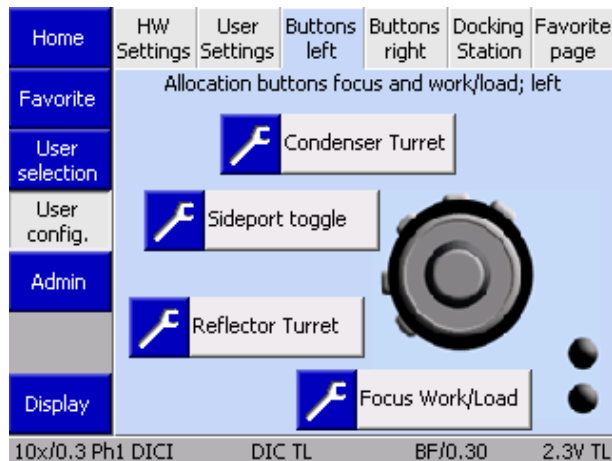 Home
HW Settings
User Settings
Buttons left
Buttons right
Docking Station
Favorite page
Allocation buttons focus and work/load; left
Favorite
User selection
User config.
Admin
Display
Condenser Turret
Sideport toggle
Reflector Turret
Focus Work/Load
10x/0.3 Ph1 DICI DIC TL BF/0.30 2.3V TL